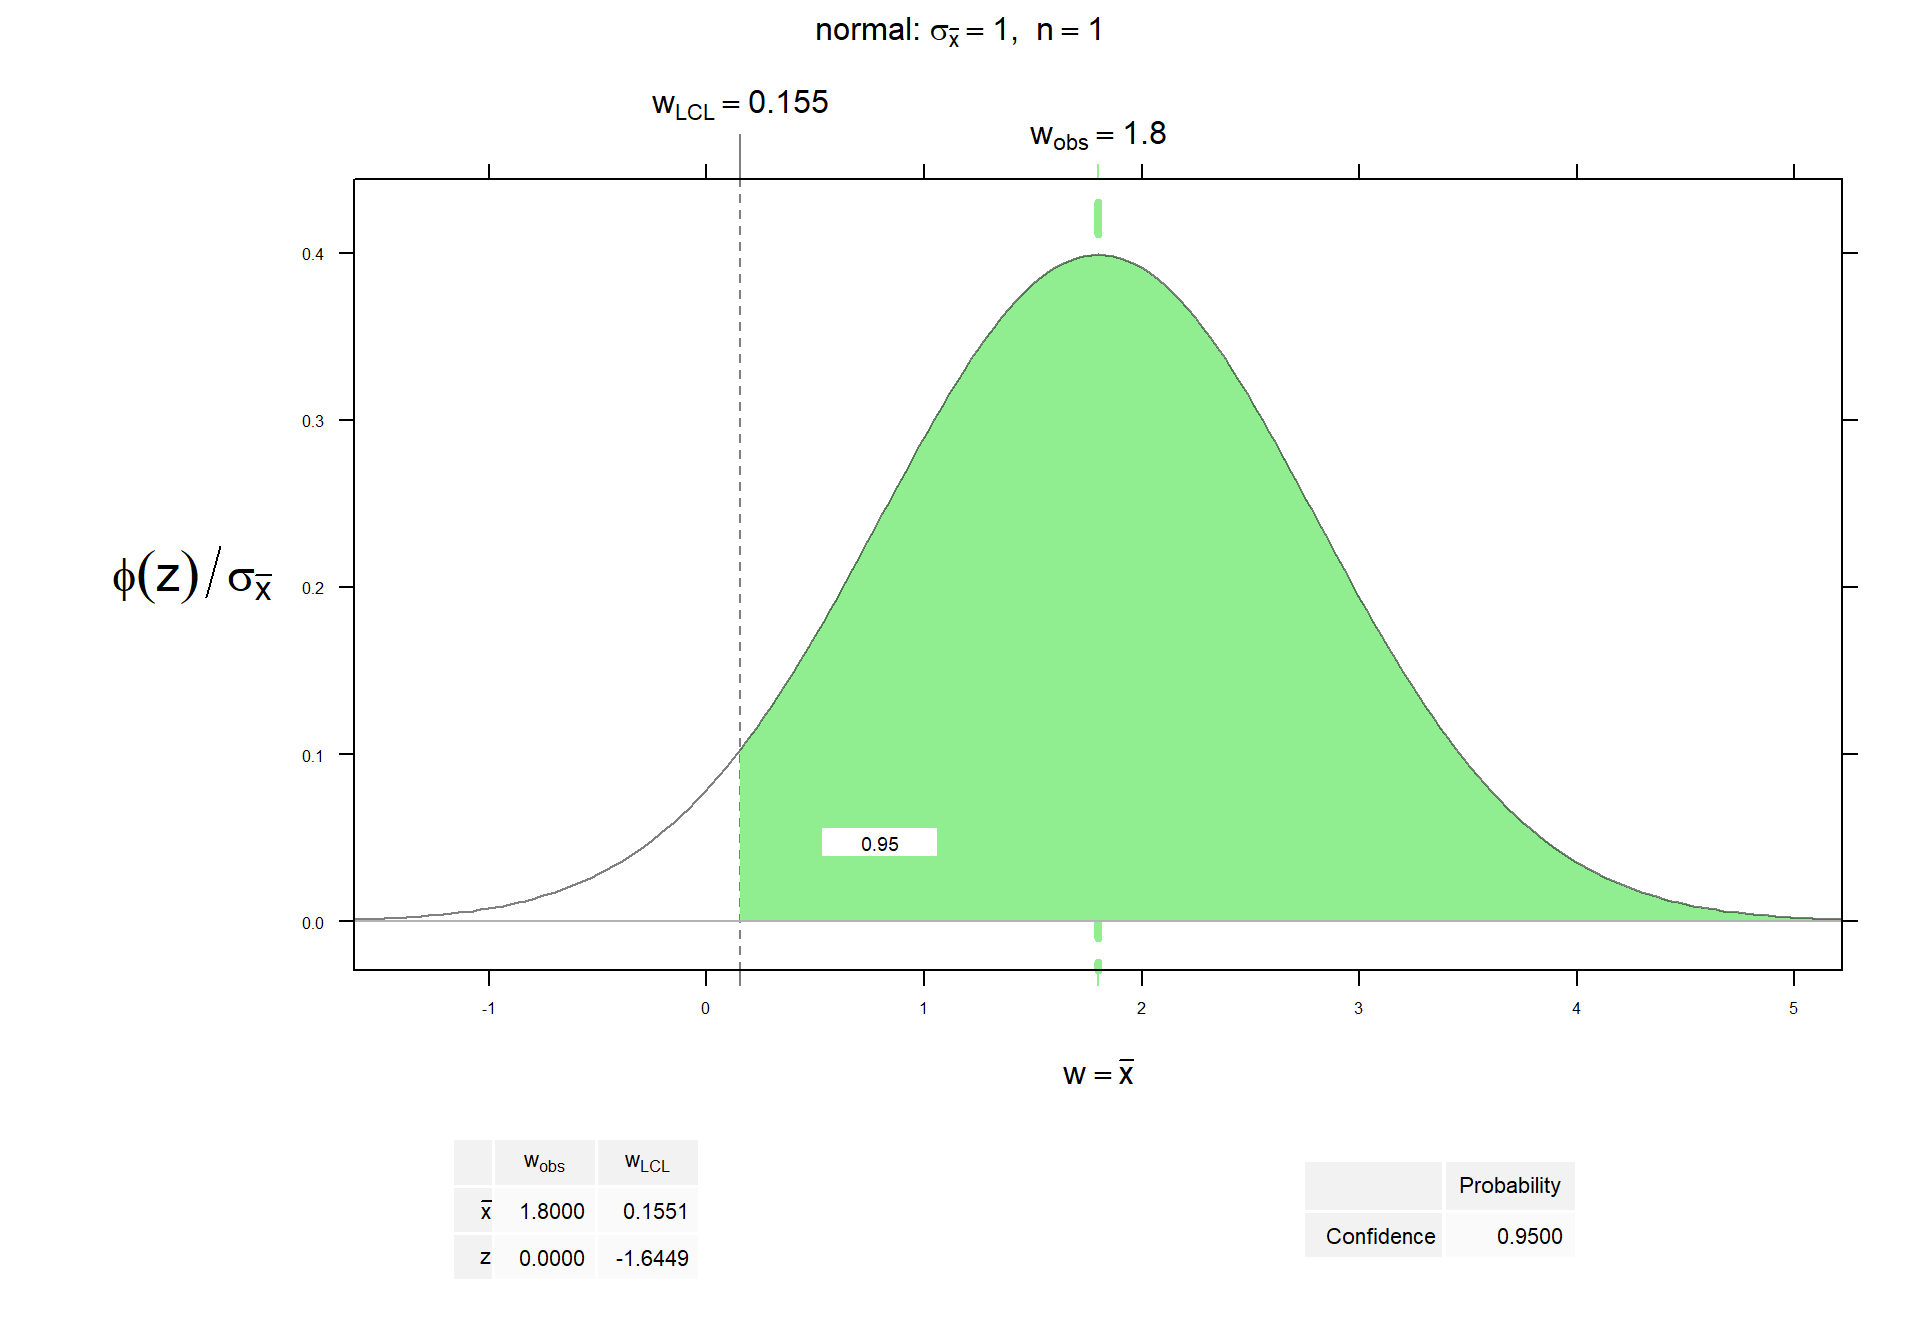 normal: σx̅ = 1,  n = 1
wLCL = 0.155
wobs = 1.8
0.4
0.3
0.2
0.1
0.0
ϕ(z)/σx̅
0.95
-1 0 1 2 3 4 5
w = x̅
wobs wLCL
x̅ 1.8000 0.1551
z 0.0000 -1.6449
Probability
Confidence 0.9500